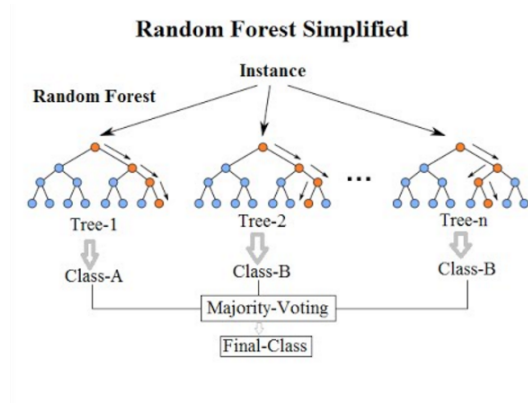 Random Forest Simplified
Instance
Random Forest
...
Tree-1
Tree-2
Tree-n
Class-A
Class-B
Class-B
Majority-Voting
Final-Class